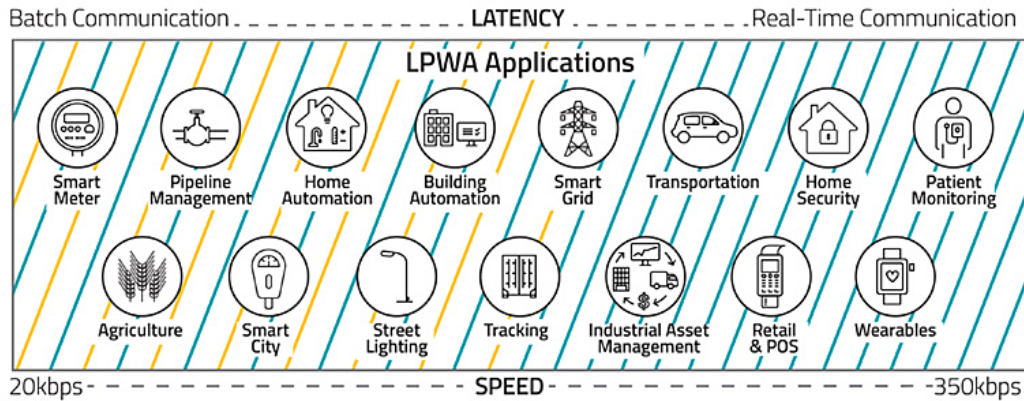 Batch Communication LATENCY Real-Time Communication
LPWA Applications
Smart
Meter
Pipeline
Management
Home
Automation
Building
Automation
Smart
Grid
Transportation
Home
Security
Patient
Monitoring
Agriculture
Smart
City
Street
Lighting
Tracking
Industrial Asset
Management
Retail
& POS
Wearables
20kbps SPEED 350kbps